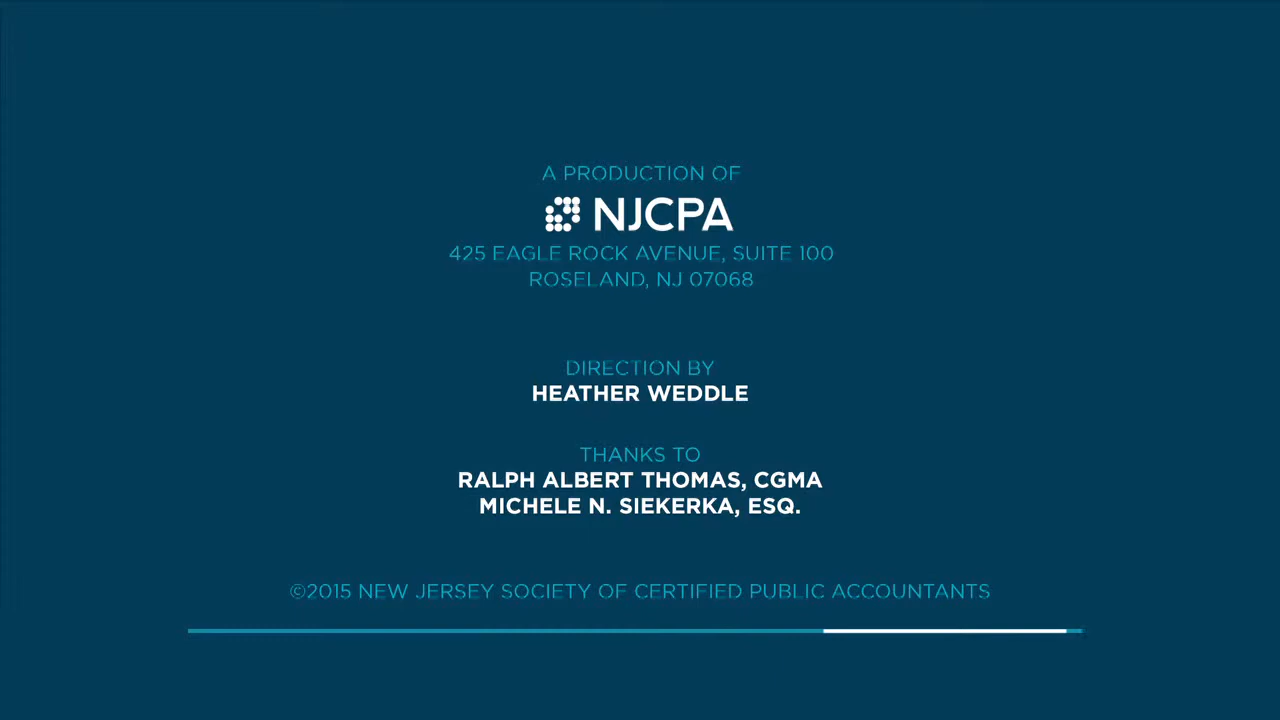 A PRODUCTION OF
NJCPA
425 EAGLE ROCK AVENUE, SUITE 100
ROSELAND, NJ 07068
DIRECTION BY
HEATHER WEDDLE
THANKS TO
RALPH ALBERT THOMAS, CGMA
MICHELE N. SIEKERKA, ESQ.
©2015 NEW JERSEY SOCIETY OF CERTIFIED PUBLIC ACCOUNTANTS